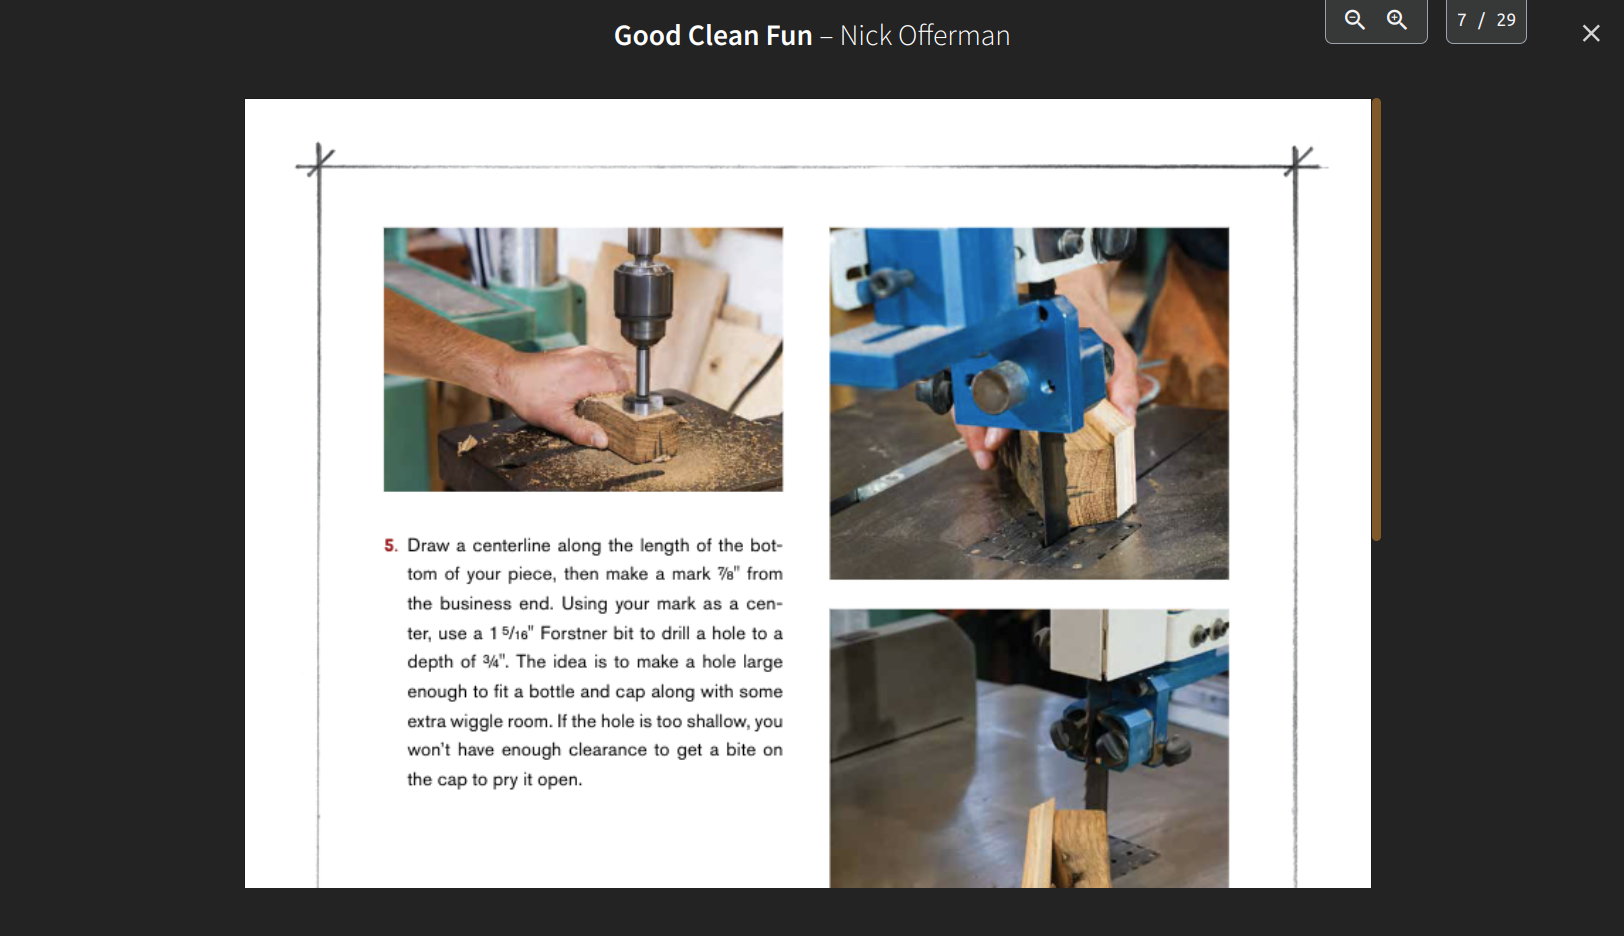 Good Clean Fun – Nick Offerman
7 / 29
5. Draw a centerline along the length of the bot-
tom of your piece, then make a mark ⅞" from
the business end. Using your mark as a cen-
ter, use a 1 5/16" Forstner bit to drill a hole to a
depth of ¾". The idea is to make a hole large
enough to fit a bottle and cap along with some
extra wiggle room. If the hole is too shallow, you
won't have enough clearance to get a bite on
the cap to pry it open.